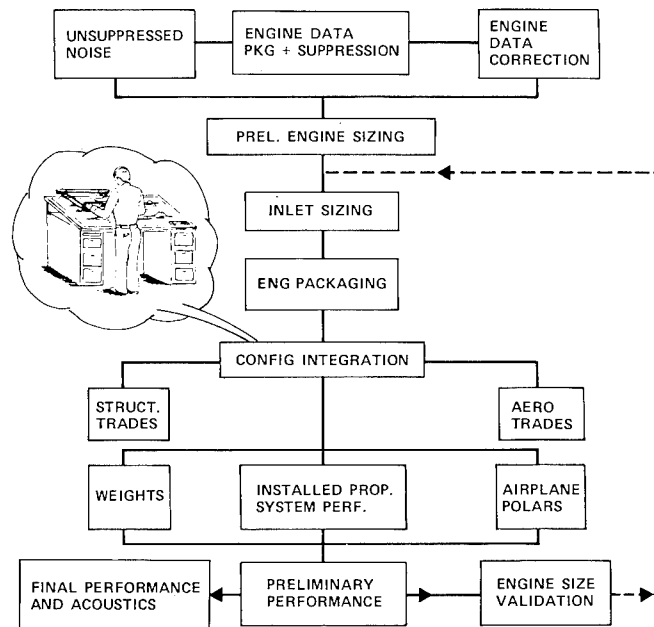 UNSUPPRESSED
NOISE
ENGINE DATA
PKG + SUPPRESSION
ENGINE
DATA
CORRECTION
PREL. ENGINE SIZING
INLET SIZING
ENG PACKAGING
CONFIG INTEGRATION
STRUCT.
TRADES
AERO
TRADES
WEIGHTS
INSTALLED PROP.
SYSTEM PERF.
AIRPLANE
POLARS
FINAL PERFORMANCE
AND ACOUSTICS
PRELIMINARY
PERFORMANCE
ENGINE SIZE
VALIDATION